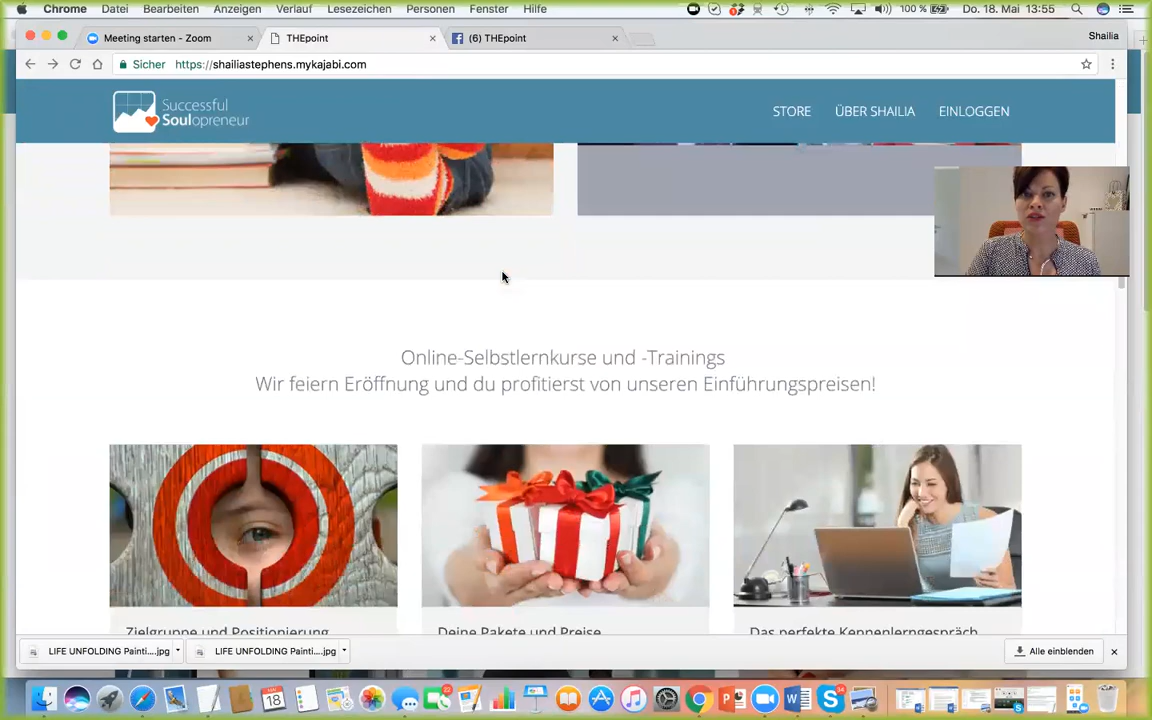 Chrome Datei Bearbeiten Anzeigen Verlauf Lesezeichen Personen Fenster Hilfe 100 % Do. 18. Mai 13:55
Meeting starten - Zoom THEpoint (6) THEpoint Shailia
Sicher https://shailiastephens.mykajabi.com
Successful
Soulopreneur
STORE ÜBER SHAILIA EINLOGGEN
Online-Selbstlernkurse und -Trainings
Wir feiern Eröffnung und du profitierst von unseren Einführungspreisen!
Zielgruppe und Positionierung Deine Pakete und Preise Das perfekte Kennenlerngespräch
LIFE UNFOLDING Painti....jpg LIFE UNFOLDING Painti....jpg Alle einblenden
MAI
18